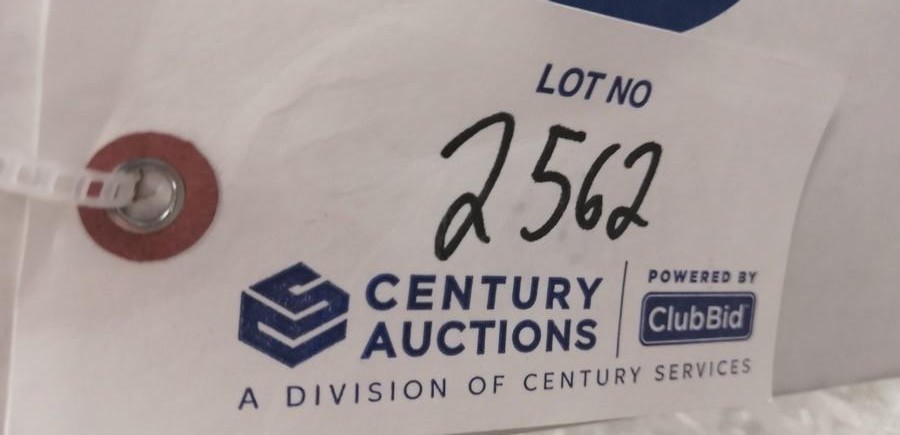 LOT NO
2562
CENTURY AUCTIONS
POWERED BY
ClubBid
A DIVISION OF CENTURY SERVICES